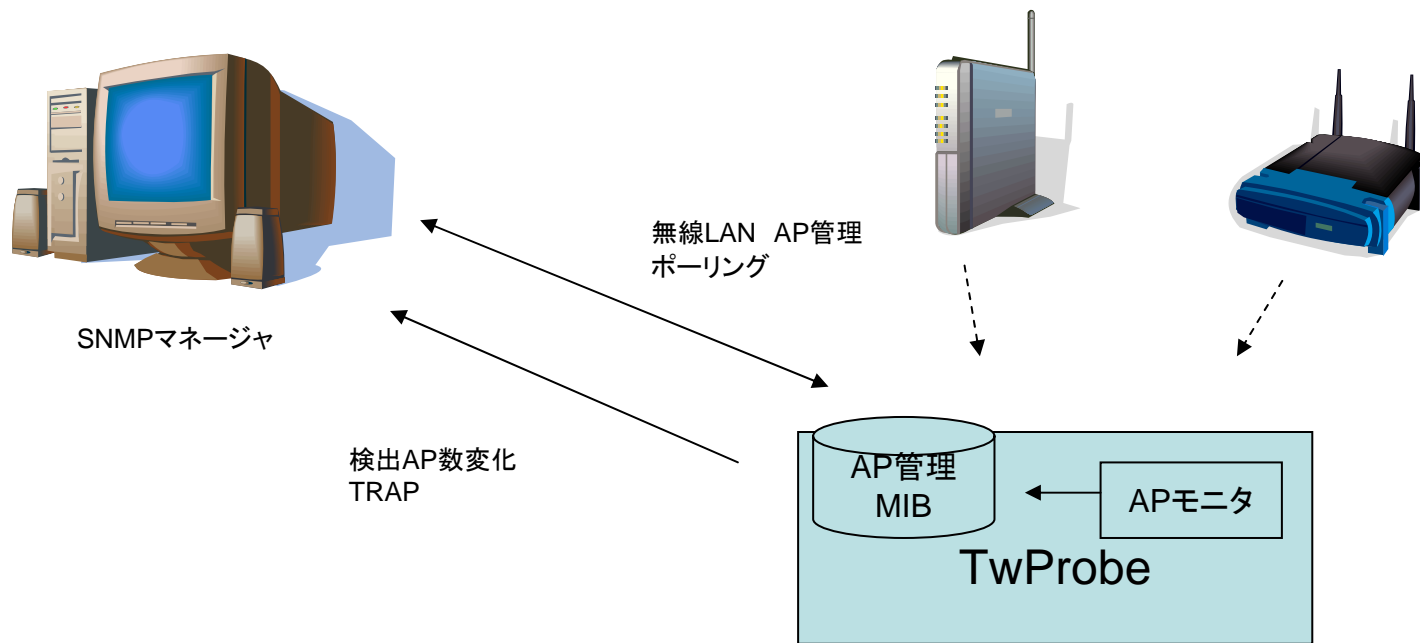 無線LAN　AP管理
ポーリング
SNMPマネージャ
検出AP数変化
TRAP
AP管理
MIB
APモニタ
TwProbe